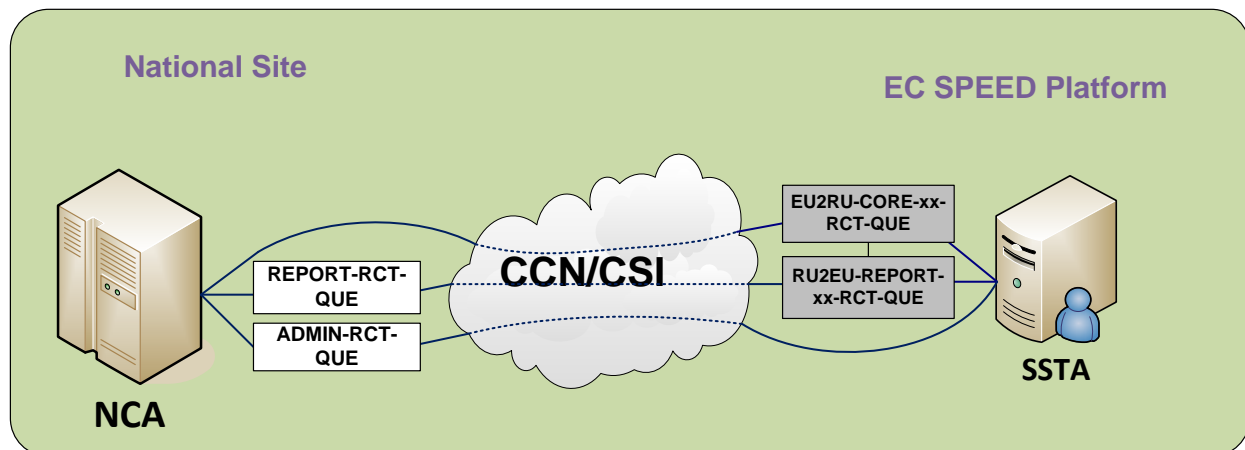 National Site
EC SPEED Platform
EU2RU-CORE-xx-
RCT-QUE
REPORT-RCT-
QUE
CCN/CSI
RU2EU-REPORT-
xx-RCT-QUE
ADMIN-RCT-
QUE
SSTA
NCA